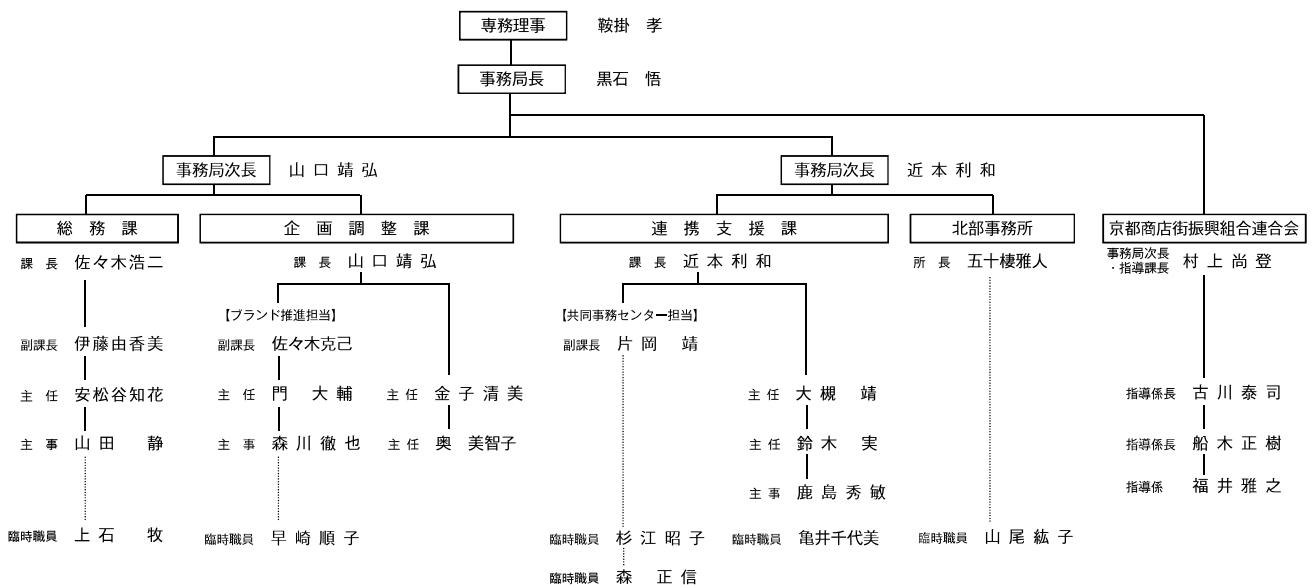 専務理事 鞍掛 孝
事務局長 黒石 悟
事務局次長 山口靖弘 事務局次長 近本利和
総務課 企画調整課 連携支援課 北部事務所 京都商店街振興組合連合会
課長 佐々木浩二 課長 山口靖弘 課長 近本利和 所長 五十棲雅人 事務局次長
・指導課長 村上尚登
【ブランド推進担当】 【共同事務センター担当】
副課長 伊藤由香美 副課長 佐々木克己 副課長 片岡 靖
主任 安松谷知花 主任 門 大輔 主任 金子清美 主任 大槻 靖 指導係長 古川泰司
主事 山田 静 主事 森川徹也 主任 奥 美智子 主任 鈴木 実 指導係長 船木正樹
主事 鹿島秀敏 指導係 福井雅之
臨時職員 上石 牧 臨時職員 早崎順子 臨時職員 杉江昭子 臨時職員 亀井千代美 臨時職員 山尾紘子
臨時職員 森 正信